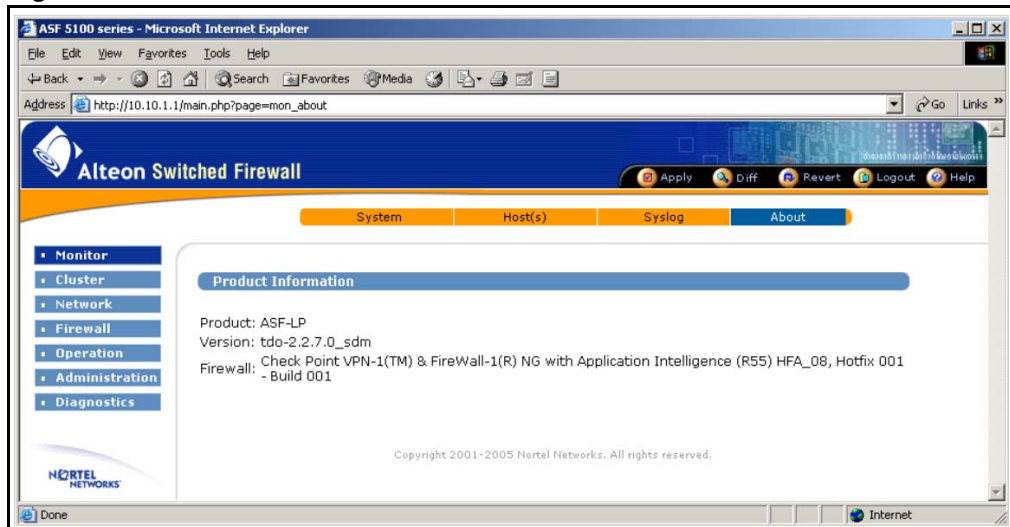 ASF 5100 series - Microsoft Internet Explorer
File Edit View Favorites Tools Help
Back Search Favorites Media
Address http://10.10.1.1/main.php?page=mon_about Go Links »
Alteon Switched Firewall
Apply Diff Revert Logout Help
System Host(s) Syslog About
Monitor
Cluster
Network
Firewall
Operation
Administration
Diagnostics
Product Information
Product: ASF-LP
Version: tdo-2.2.7.0_sdm
Firewall: Check Point VPN-1(TM) & FireWall-1(R) NG with Application Intelligence (R55) HFA_08, Hotfix 001
- Build 001
Copyright 2001-2005 Nortel Networks. All rights reserved.
NORTEL
NETWORKS
Done Internet